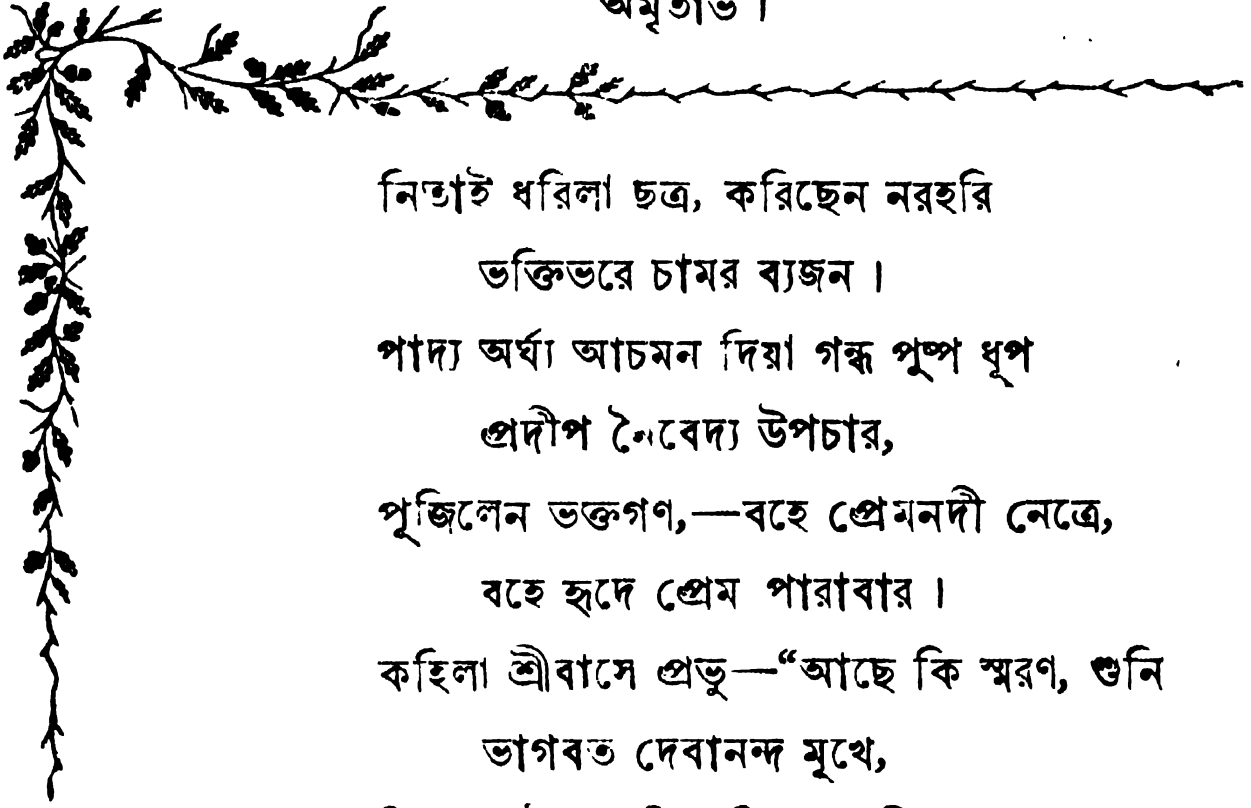 অমৃতাভ ।
নিতাই ধরিলা ছত্র, করিছেন নরহরি
ভক্তিভরে চামর ব্যজন ।
পাদ্য অর্ঘ্য আচমন দিয়া গন্ধ পুষ্প ধূপ
প্রদীপ নৈবেদ্য উপচার,
পূজিলেন ভক্তগণ,—বহে প্রেমনদী নেত্রে,
বহে হৃদে প্রেম পারাবার ।
কহিলা শ্রীবাসে প্রভু—“আছে কি স্মরণ, শুনি
ভাগবত দেবানন্দ মুখে,